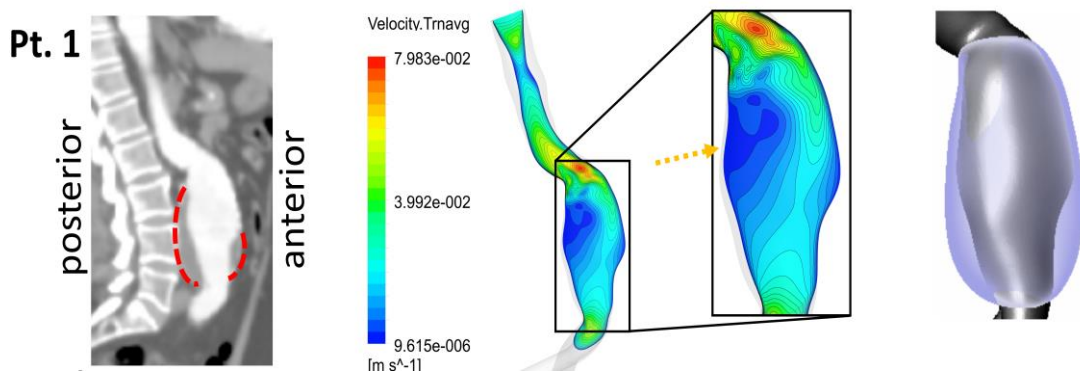 Pt. 1
posterior
anterior
Velocity.Trnavg
7.983e-002
3.992e-002
9.615e-006
[m s^-1]